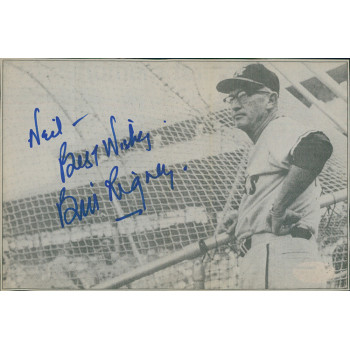 Neil -
Best Wishes.
Bill Rigney.